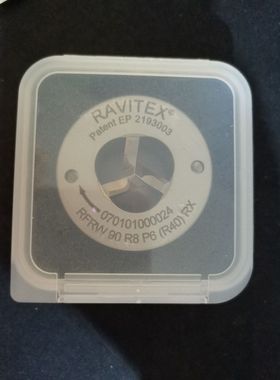 RAVITEX®
Patent EP 2193003
070101000024
RFRW 90 R8 P6 (R40) RX